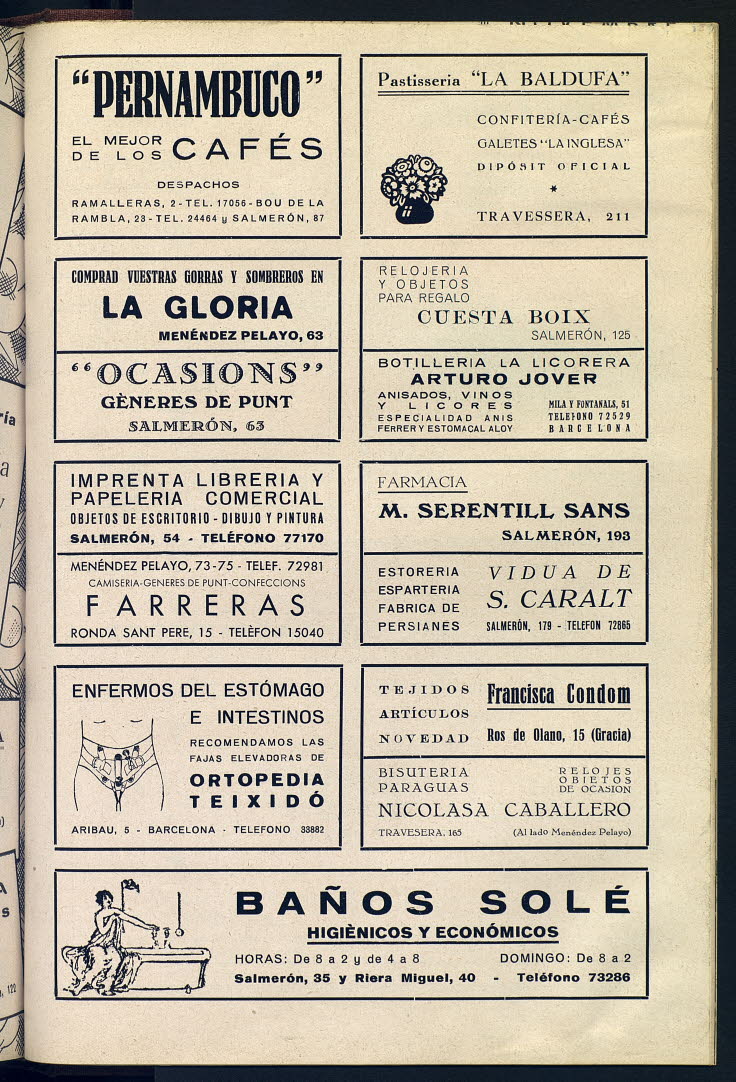 "PERNAMBUCO"
EL MEJOR
DE LOS CAFÉS
DESPACHOS
RAMALLERAS, 2 - TEL. 17056 - BOU DE LA
RAMBLA, 23 - TEL. 24464 y SALMERÓN, 87
Pastisseria "LA BALDUFA"
CONFITERÍA-CAFÉS
GALETES "LA INGLESA"
DIPÓSIT OFICIAL
*
TRAVESSERA, 211
COMPRAD VUESTRAS GORRAS Y SOMBREROS EN
LA GLORIA
MENÉNDEZ PELAYO, 63
"OCASIONS"
GÈNERES DE PUNT
SALMERÓN, 63
RELOJERIA
Y OBJETOS
PARA REGALO
CUESTA BOIX
SALMERÓN, 125
BOTILLERIA LA LICORERA
ARTURO JOVER
ANISADOS, VINOS
Y LICORES
ESPECIALIDAD ANIS
FERRER Y ESTOMACAL ALOY
MILA Y FONTANALS, 51
TELEFONO 72529
BARCELONA
IMPRENTA LIBRERIA Y
PAPELERIA COMERCIAL
OBJETOS DE ESCRITORIO - DIBUJO Y PINTURA
SALMERÓN, 54 - TELÉFONO 77170
MENÉNDEZ PELAYO, 73-75 - TELEF. 72981
CAMISERIA-GENERES DE PUNT-CONFECCIONS
FARRERAS
RONDA SANT PERE, 15 - TELÈFON 15040
FARMACIA
M. SERENTILL SANS
SALMERÓN, 193
ESTORERIA
ESPARTERIA
FABRICA DE
PERSIANES
VIDUA DE
S. CARALT
SALMERÓN, 179 - TELEFON 72865
ENFERMOS DEL ESTÓMAGO
E INTESTINOS
RECOMENDAMOS LAS
FAJAS ELEVADORAS DE
ORTOPEDIA
TEIXIDÓ
ARIBAU, 5 - BARCELONA - TELEFONO 33882
TEJIDOS
ARTÍCULOS
NOVEDAD
Francisca Condom
Ros de Olano, 15 (Gracia)
BISUTERIA
PARAGUAS
RELOJES
OBJETOS
DE OCASION
NICOLASA CABALLERO
TRAVESERA, 165 (Al lado Menéndez Pelayo)
BAÑOS SOLÉ
HIGIÈNICOS Y ECONÓMICOS
HORAS: De 8 a 2 y de 4 a 8 DOMINGO: De 8 a 2
Salmerón, 35 y Riera Miguel, 40 - Teléfono 73286